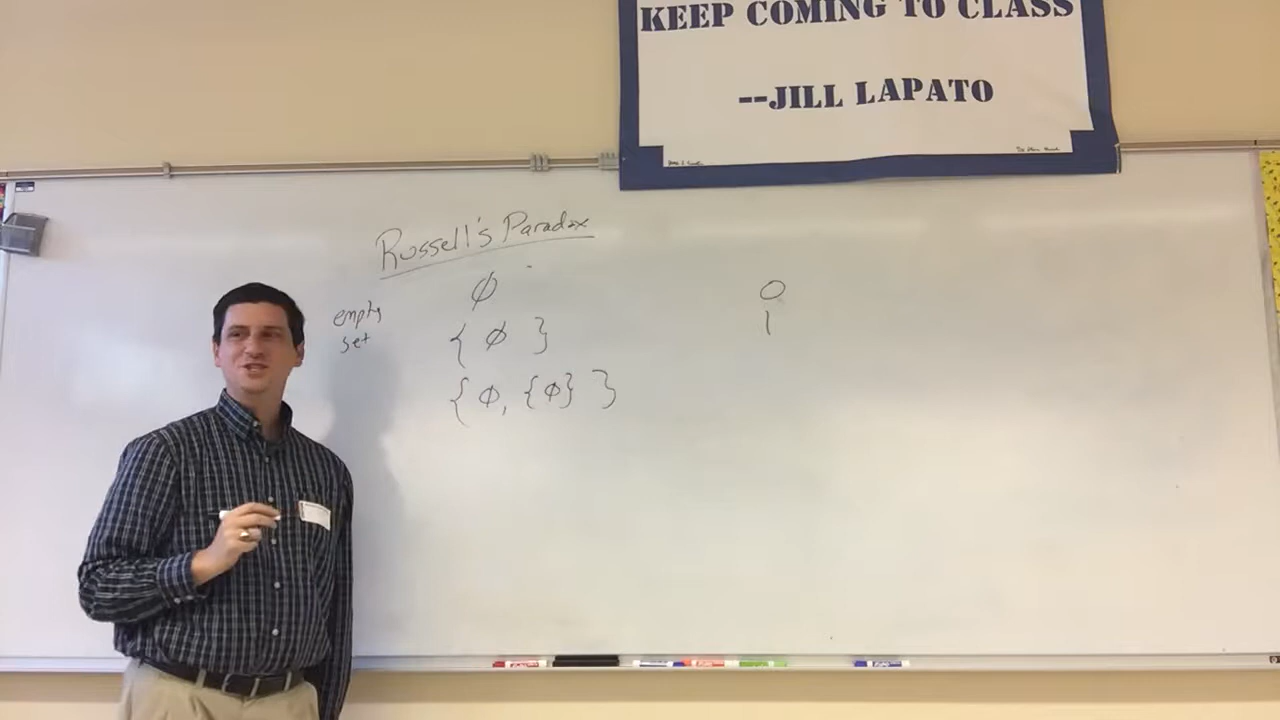 KEEP COMING TO CLASS
--JILL LAPATO
Russell's Paradox
∅
0
empty
set
{ ∅ }
1
{ ∅, {∅} }